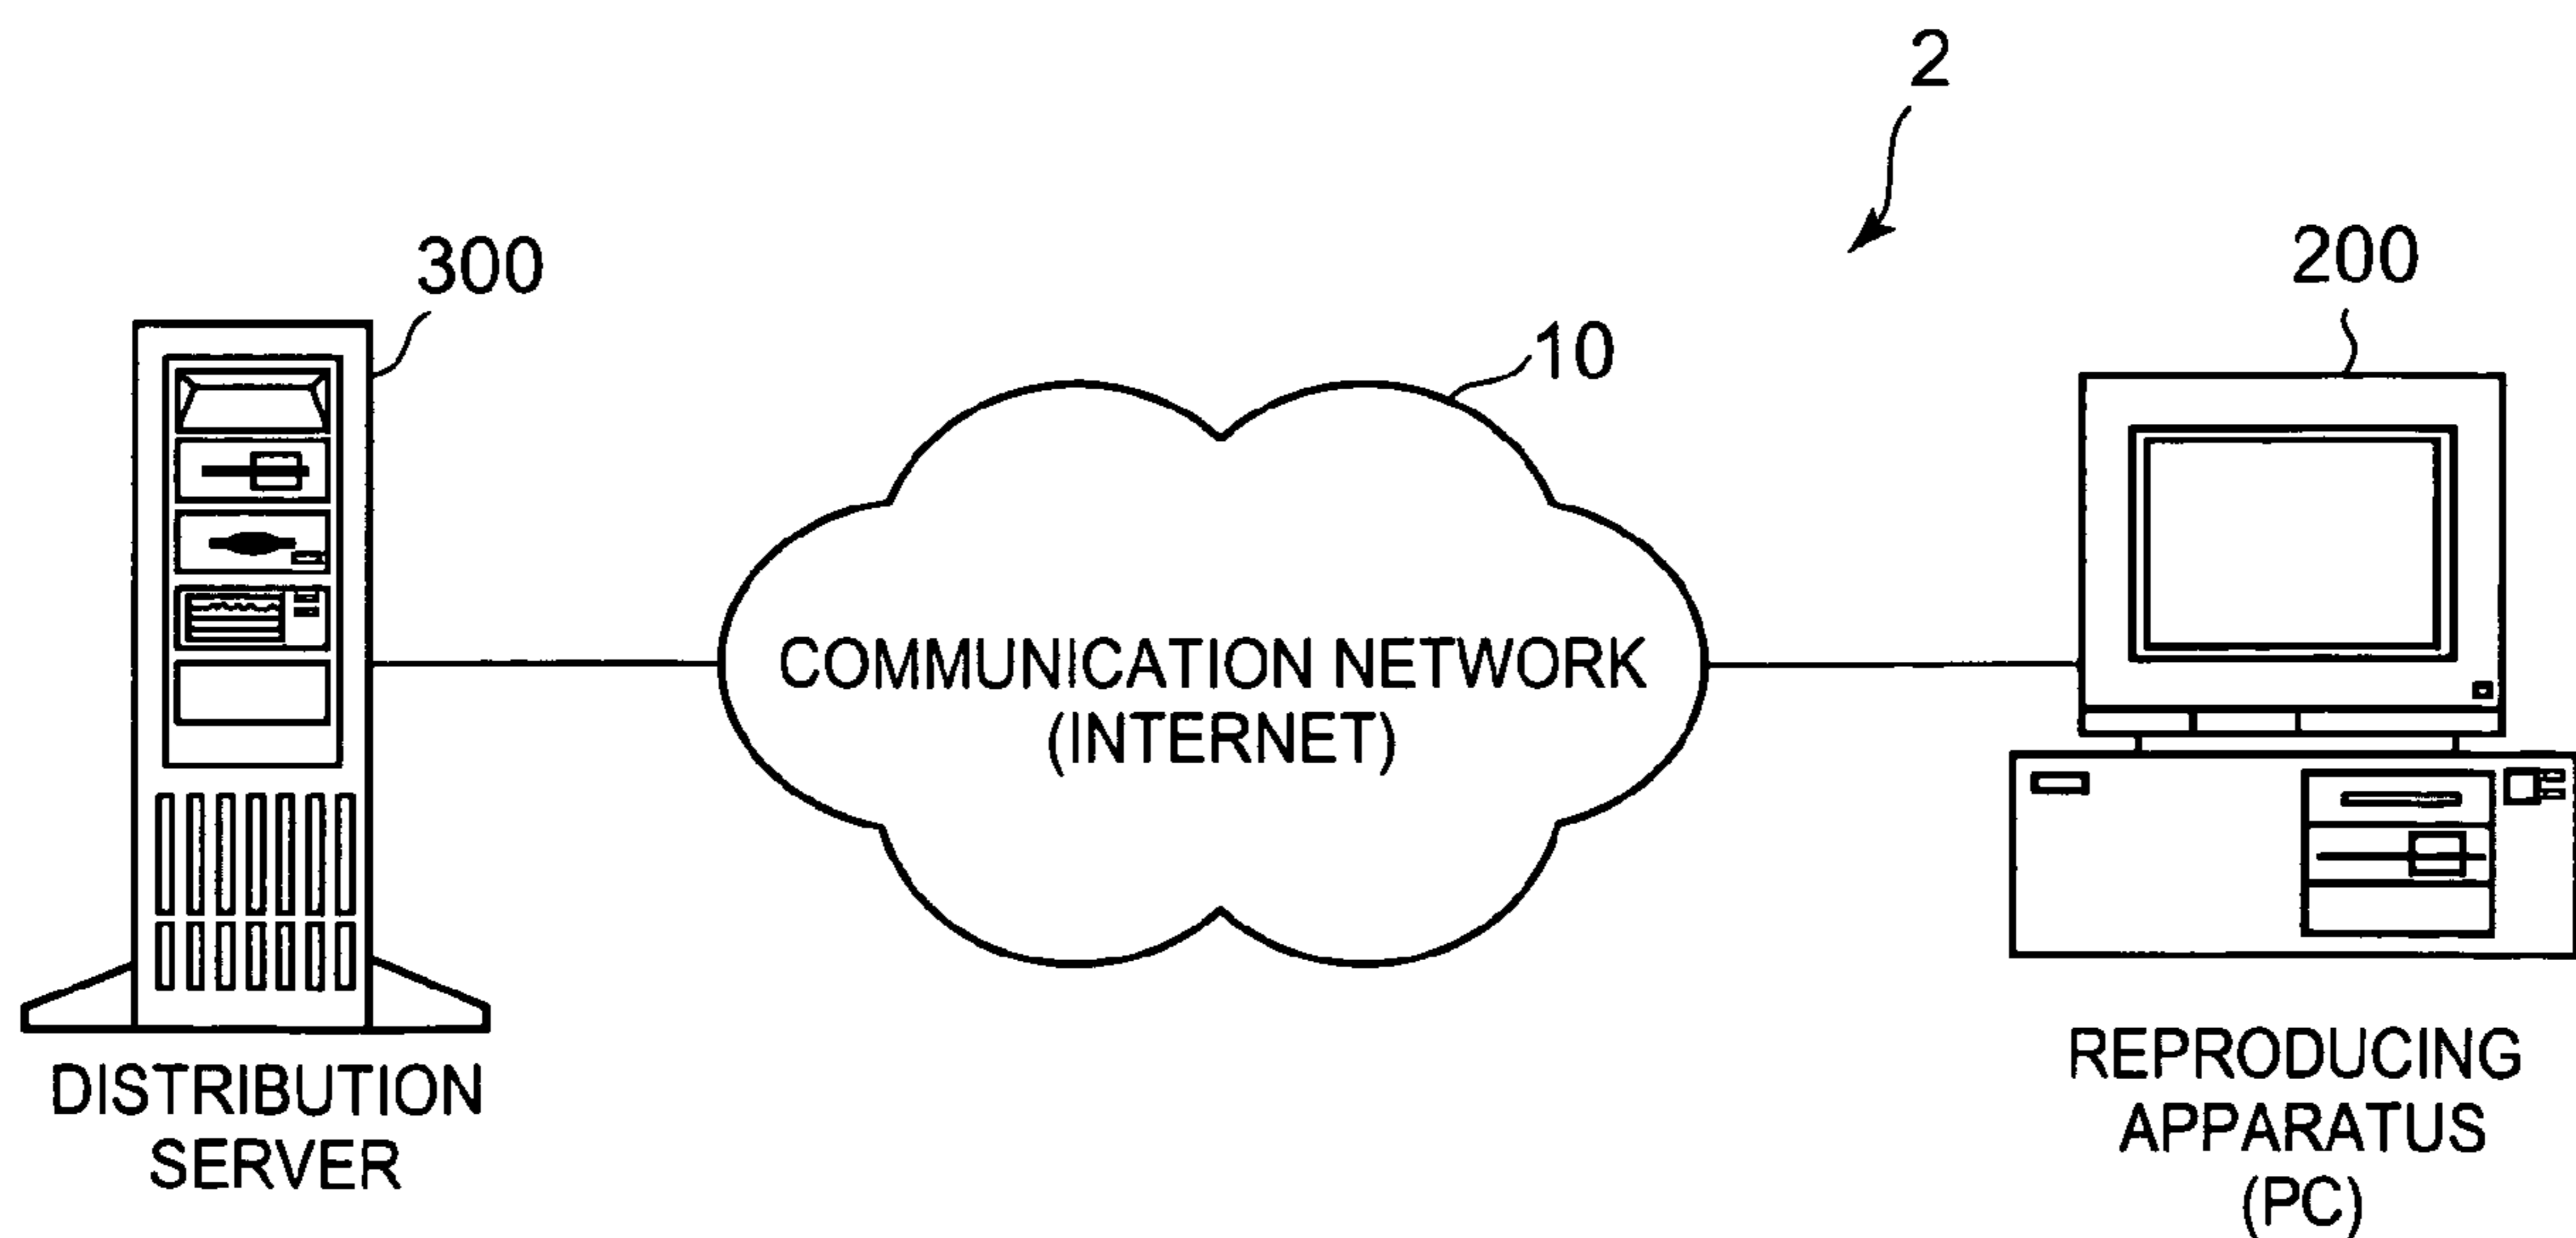 2
300
10
200
COMMUNICATION NETWORK
(INTERNET)
DISTRIBUTION
SERVER
REPRODUCING
APPARATUS
(PC)